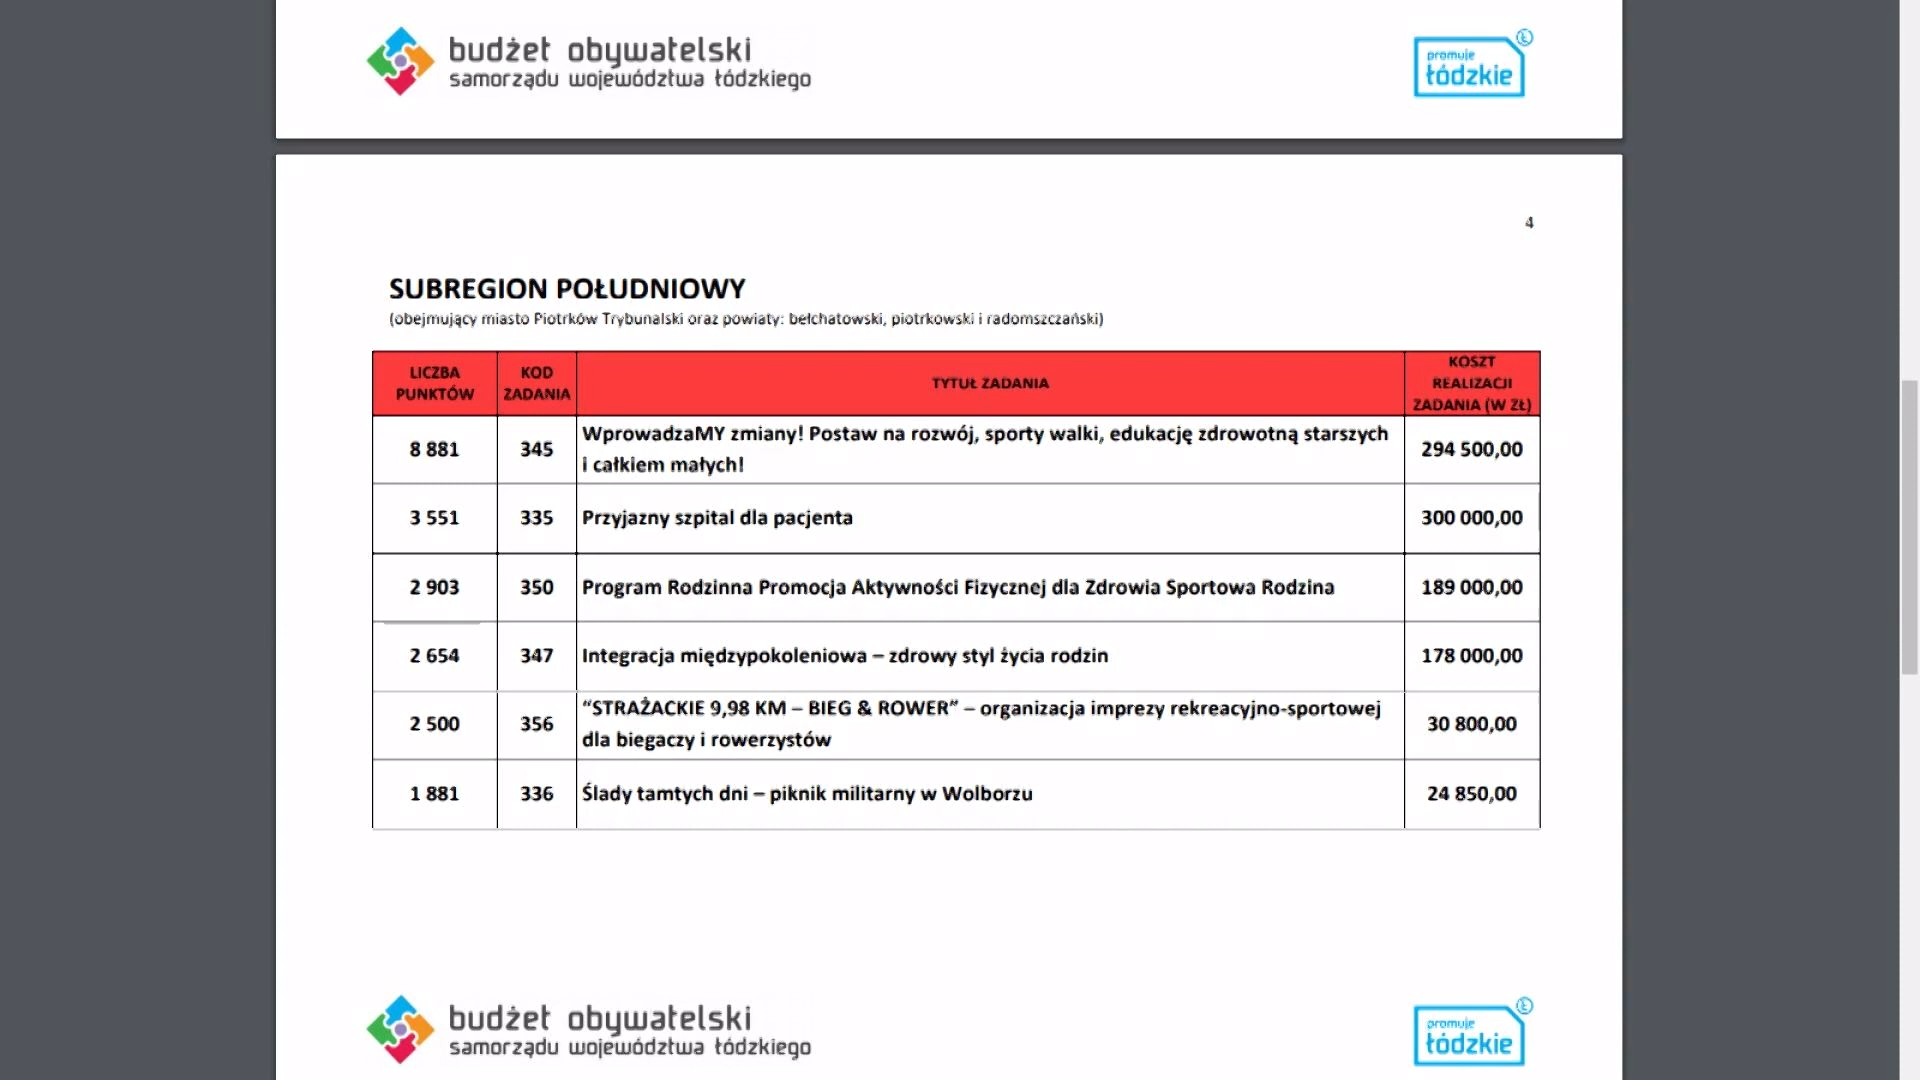 budżet obywatelski
samorządu województwa łódzkiego
promuje
łódzkie
4
SUBREGION POŁUDNIOWY
(obejmujący miasto Piotrków Trybunalski oraz powiaty: bełchatowski, piotrkowski i radomszczański)
LICZBA PUNKTÓW KOD ZADANIA TYTUŁ ZADANIA KOSZT REALIZACJI ZADANIA (W ZŁ)
8 881 345 WprowadzaMY zmiany! Postaw na rozwój, sporty walki, edukację zdrowotną starszych
i całkiem małych! 294 500,00
3 551 335 Przyjazny szpital dla pacjenta 300 000,00
2 903 350 Program Rodzinna Promocja Aktywności Fizycznej dla Zdrowia Sportowa Rodzina 189 000,00
2 654 347 Integracja międzypokoleniowa – zdrowy styl życia rodzin 178 000,00
2 500 356 “STRAŻACKIE 9,98 KM – BIEG & ROWER” – organizacja imprezy rekreacyjno-sportowej
dla biegaczy i rowerzystów 30 800,00
1 881 336 Ślady tamtych dni – piknik militarny w Wolborzu 24 850,00
budżet obywatelski
samorządu województwa łódzkiego
promuje
łódzkie